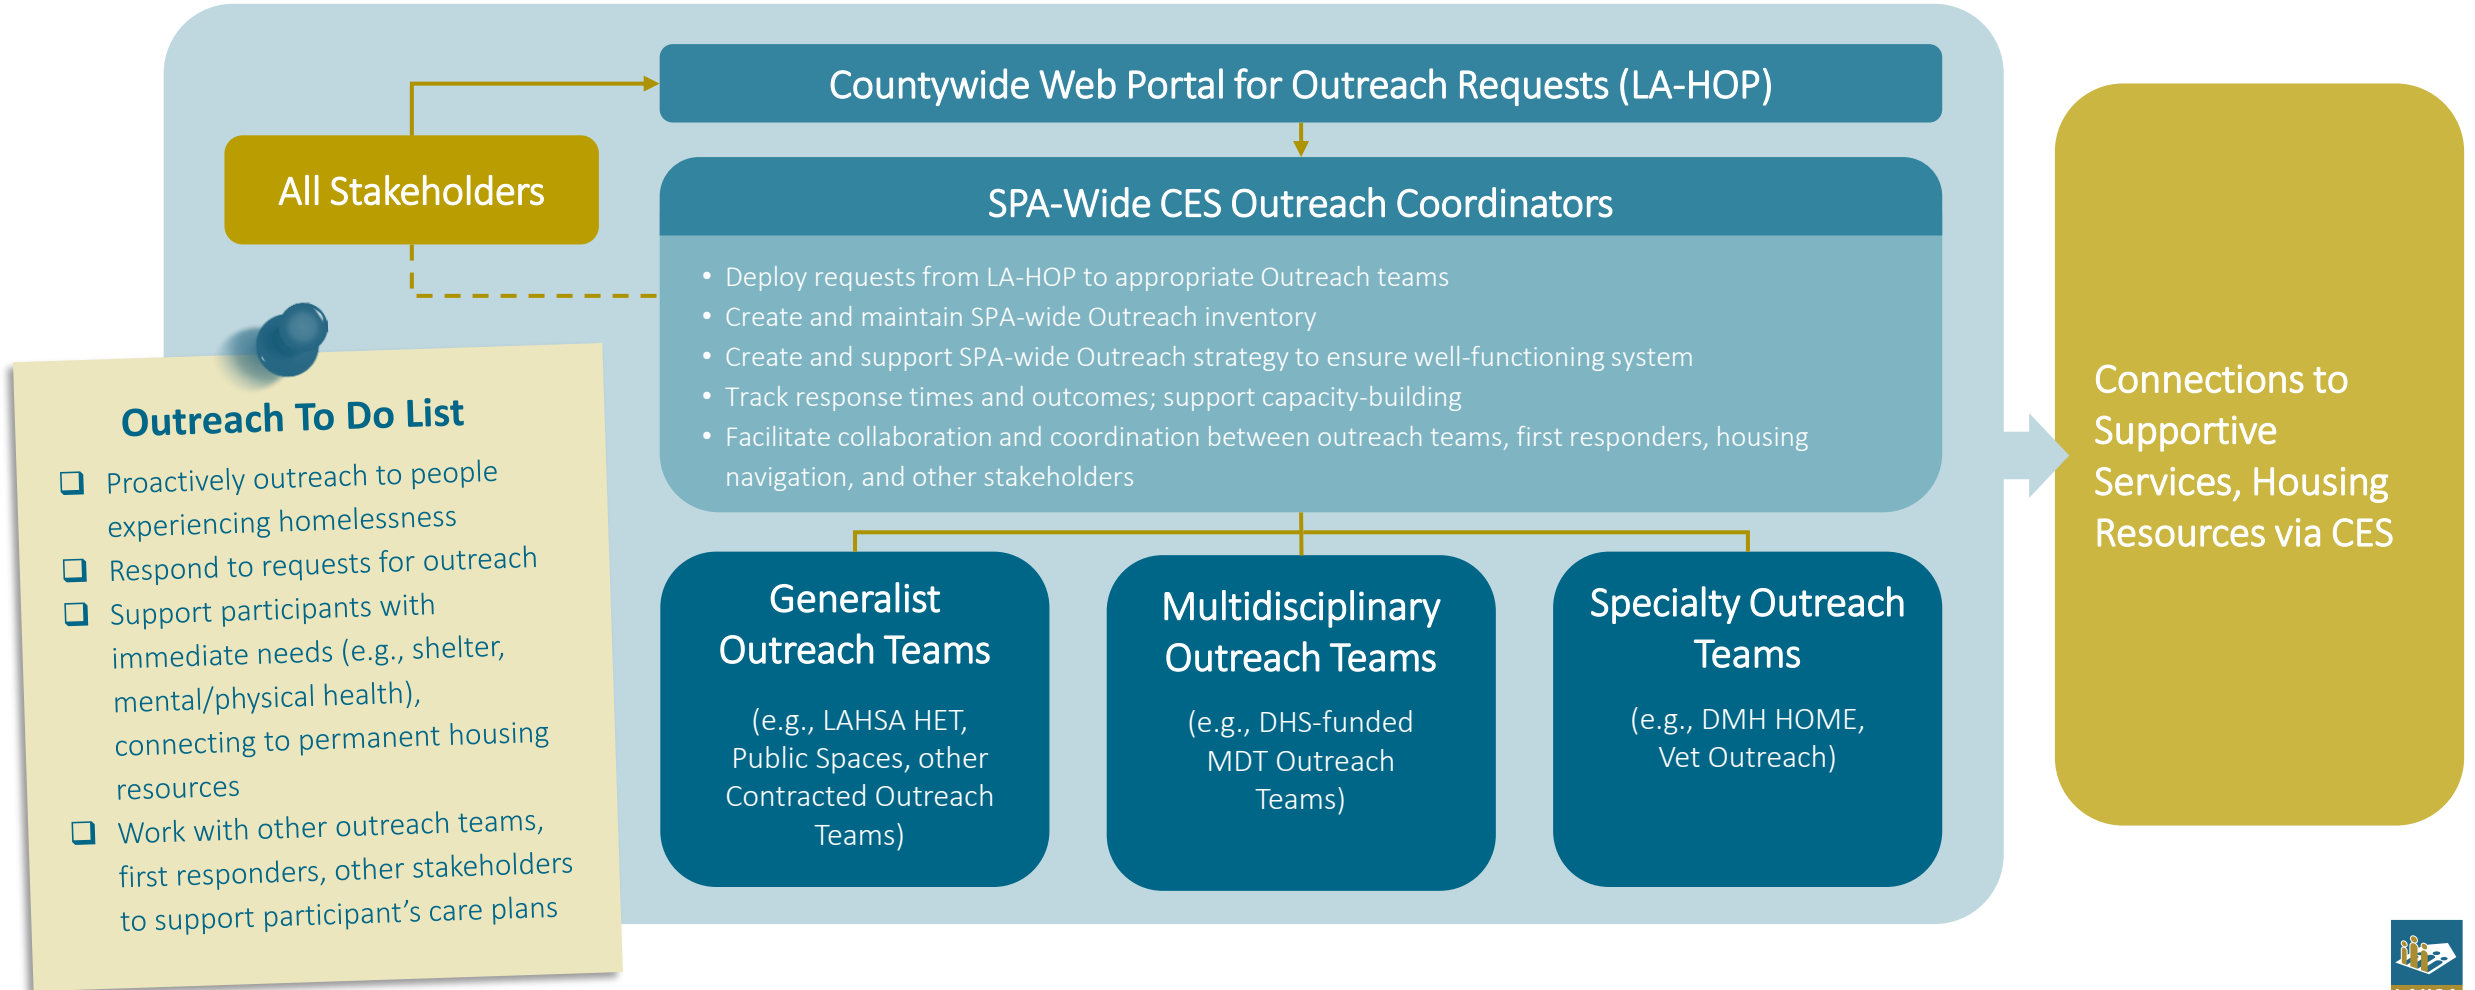 Countywide Web Portal for Outreach Requests (LA-HOP)
All Stakeholders
SPA-Wide CES Outreach Coordinators
• Deploy requests from LA-HOP to appropriate Outreach teams
• Create and maintain SPA-wide Outreach inventory
• Create and support SPA-wide Outreach strategy to ensure well-functioning system
• Track response times and outcomes; support capacity-building
• Facilitate collaboration and coordination between outreach teams, first responders, housing
navigation, and other stakeholders
Outreach To Do List
❑ Proactively outreach to people
experiencing homelessness
❑ Respond to requests for outreach
❑ Support participants with
immediate needs (e.g., shelter,
mental/physical health),
connecting to permanent housing
resources
❑ Work with other outreach teams,
first responders, other stakeholders
to support participant’s care plans
Generalist
Outreach Teams
(e.g., LAHSA HET,
Public Spaces, other
Contracted Outreach
Teams)
Multidisciplinary
Outreach Teams
(e.g., DHS-funded
MDT Outreach
Teams)
Specialty Outreach
Teams
(e.g., DMH HOME,
Vet Outreach)
Connections to
Supportive
Services, Housing
Resources via CES